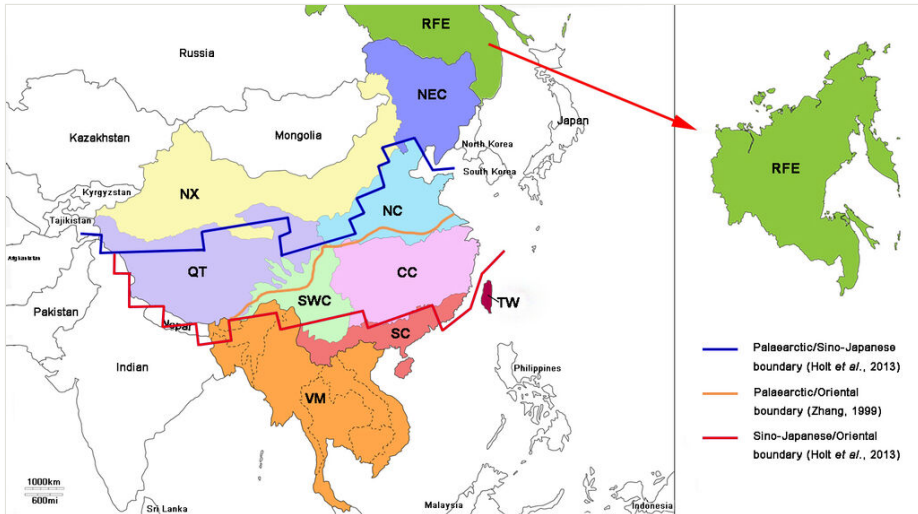 RFE
Russia
NEC
Kazakhstan
Mongolia
Japan
North Korea
South Korea
Kyrgyzstan
NX
Tajikistan
NC
RFE
Afghanistan
QT
CC
SWC
TW
Pakistan
Nepal
SC
Indian
VM
Philippines
Palaearctic/Sino-Japanese
boundary (Holt et al., 2013)
Palaearctic/Oriental
boundary (Zhang, 1999)
Sino-Japanese/Oriental
boundary (Holt et al., 2013)
1000km
600mi
Sri Lanka
Malaysia
Indonesia